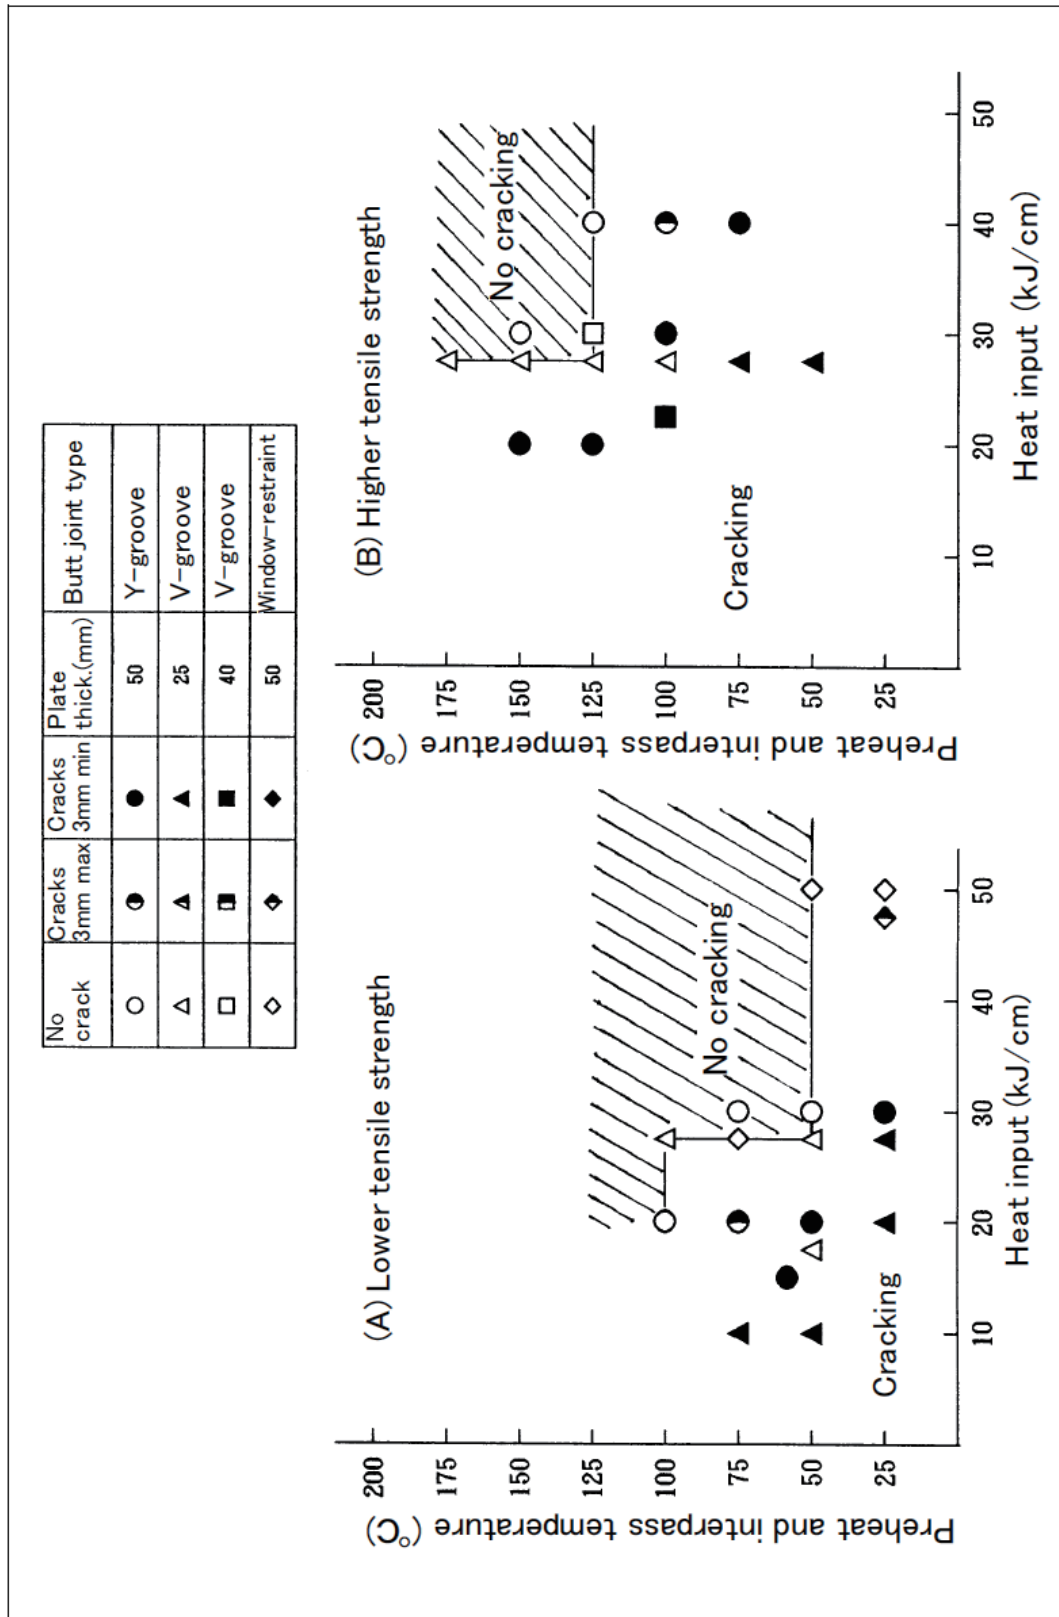 No crack | Cracks 3mm max | Cracks 3mm min | Plate thick.(mm) | Butt joint type
○ | ◒ | ● | 50 | Y-groove
△ | ◮ | ▲ | 25 | V-groove
□ | ⬓ | ■ | 40 | V-groove
◇ | ⬘ | ◆ | 50 | Window-restraint
(A) Lower tensile strength
Preheat and interpass temperature (°C)
200
175
150
125
100
75
50
25
No cracking
Cracking
10
20
30
40
50
Heat input (kJ/cm)
(B) Higher tensile strength
Preheat and interpass temperature (°C)
200
175
150
125
100
75
50
25
No cracking
Cracking
10
20
30
40
50
Heat input (kJ/cm)